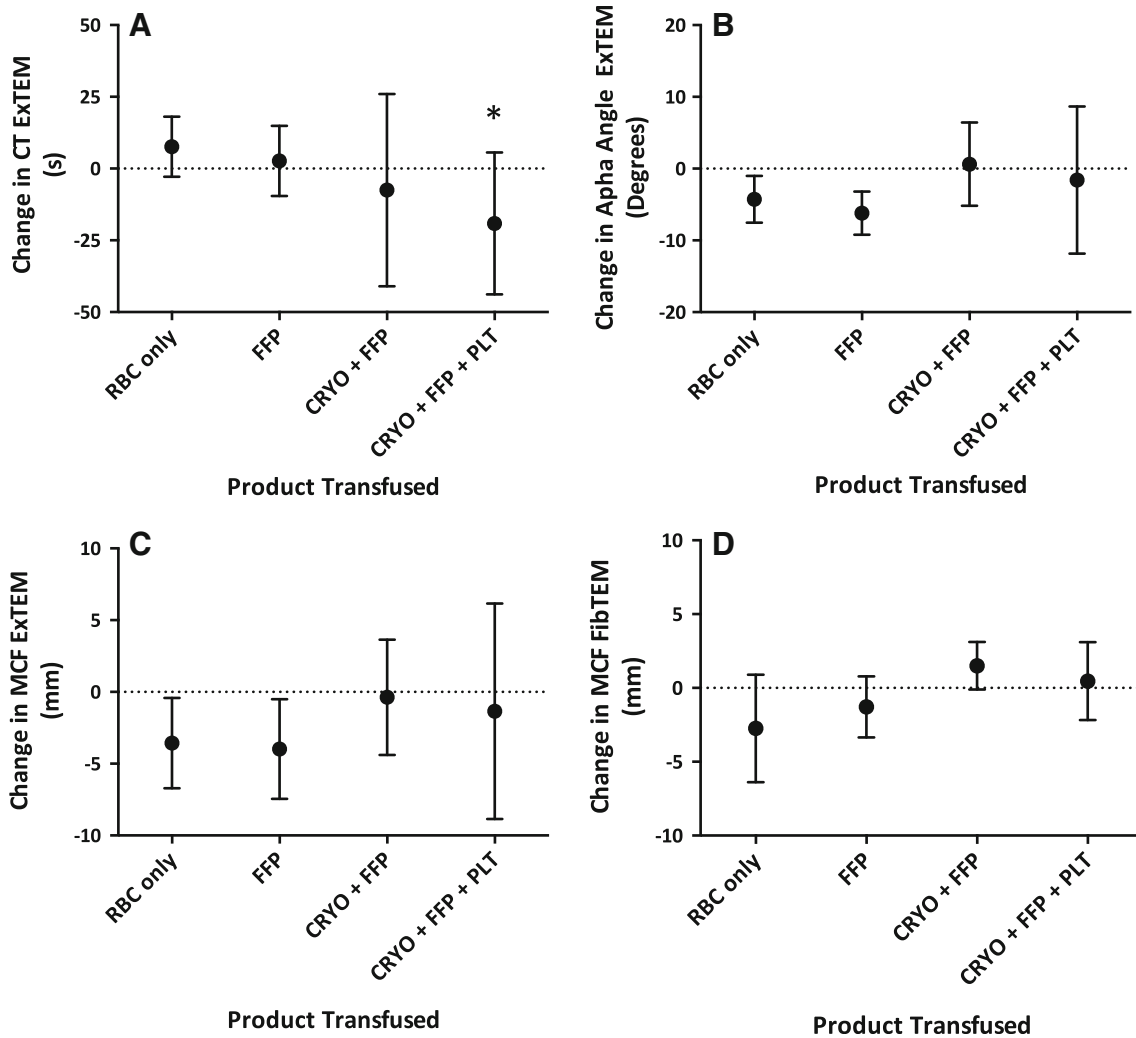 A
Change in CT ExTEM
(s)
50
25
0
-25
-50
*
RBC only
FFP
CRYO + FFP
CRYO + FFP + PLT
Product Transfused
B
Change in Apha Angle ExTEM
(Degrees)
20
10
0
-10
-20
RBC only
FFP
CRYO + FFP
CRYO + FFP + PLT
Product Transfused
C
Change in MCF ExTEM
(mm)
10
5
0
-5
-10
RBC only
FFP
CRYO + FFP
CRYO + FFP + PLT
Product Transfused
D
Change in MCF FibTEM
(mm)
10
5
0
-5
-10
RBC only
FFP
CRYO + FFP
CRYO + FFP + PLT
Product Transfused